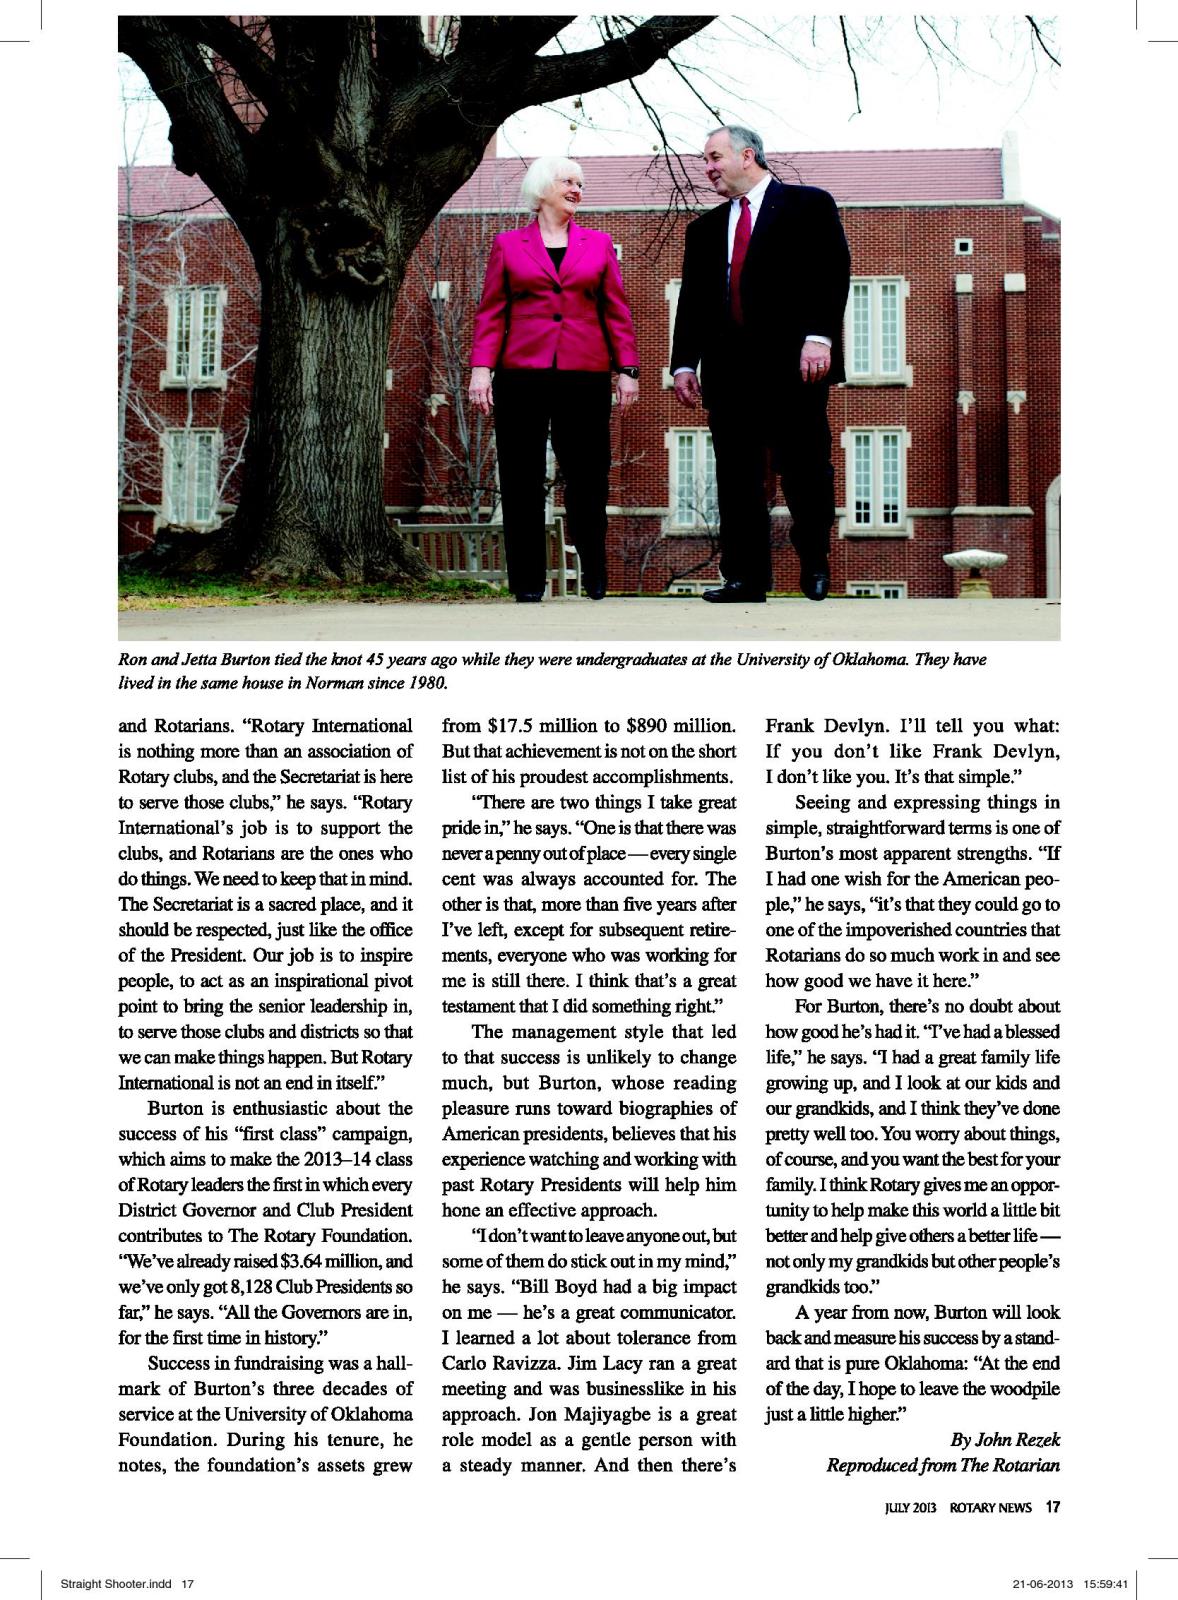 Ron and Jetta Burton tied the knot 45 years ago while they were undergraduates at the University of Oklahoma. They have
lived in the same house in Norman since 1980.
and Rotarians. “Rotary International
is nothing more than an association of
Rotary clubs, and the Secretariat is here
to serve those clubs,” he says. “Rotary
International’s job is to support the
clubs, and Rotarians are the ones who
do things. We need to keep that in mind.
The Secretariat is a sacred place, and it
should be respected, just like the office
of the President. Our job is to inspire
people, to act as an inspirational pivot
point to bring the senior leadership in,
to serve those clubs and districts so that
we can make things happen. But Rotary
International is not an end in itself.”
Burton is enthusiastic about the
success of his “first class” campaign,
which aims to make the 2013–14 class
of Rotary leaders the first in which every
District Governor and Club President
contributes to The Rotary Foundation.
“We’ve already raised $3.64 million, and
we’ve only got 8,128 Club Presidents so
far,” he says. “All the Governors are in,
for the first time in history.”
Success in fundraising was a hall-
mark of Burton’s three decades of
service at the University of Oklahoma
Foundation. During his tenure, he
notes, the foundation’s assets grew
from $17.5 million to $890 million.
But that achievement is not on the short
list of his proudest accomplishments.
“There are two things I take great
pride in,” he says. “One is that there was
never a penny out of place — every single
cent was always accounted for. The
other is that, more than five years after
I’ve left, except for subsequent retire-
ments, everyone who was working for
me is still there. I think that’s a great
testament that I did something right.”
The management style that led
to that success is unlikely to change
much, but Burton, whose reading
pleasure runs toward biographies of
American presidents, believes that his
experience watching and working with
past Rotary Presidents will help him
hone an effective approach.
“I don’t want to leave anyone out, but
some of them do stick out in my mind,”
he says. “Bill Boyd had a big impact
on me — he’s a great communicator.
I learned a lot about tolerance from
Carlo Ravizza. Jim Lacy ran a great
meeting and was businesslike in his
approach. Jon Majiyagbe is a great
role model as a gentle person with
a steady manner. And then there’s
Frank Devlyn. I’ll tell you what:
If you don’t like Frank Devlyn,
I don’t like you. It’s that simple.”
Seeing and expressing things in
simple, straightforward terms is one of
Burton’s most apparent strengths. “If
I had one wish for the American peo-
ple,” he says, “it’s that they could go to
one of the impoverished countries that
Rotarians do so much work in and see
how good we have it here.”
For Burton, there’s no doubt about
how good he’s had it. “I’ve had a blessed
life,” he says. “I had a great family life
growing up, and I look at our kids and
our grandkids, and I think they’ve done
pretty well too. You worry about things,
of course, and you want the best for your
family. I think Rotary gives me an oppor-
tunity to help make this world a little bit
better and help give others a better life —
not only my grandkids but other people’s
grandkids too.”
A year from now, Burton will look
back and measure his success by a stand-
ard that is pure Oklahoma: “At the end
of the day, I hope to leave the woodpile
just a little higher.”
By John Rezek
Reproduced from The Rotarian
JULY 2013 ROTARY NEWS 17
Straight Shooter.indd 17 21-06-2013 15:59:41